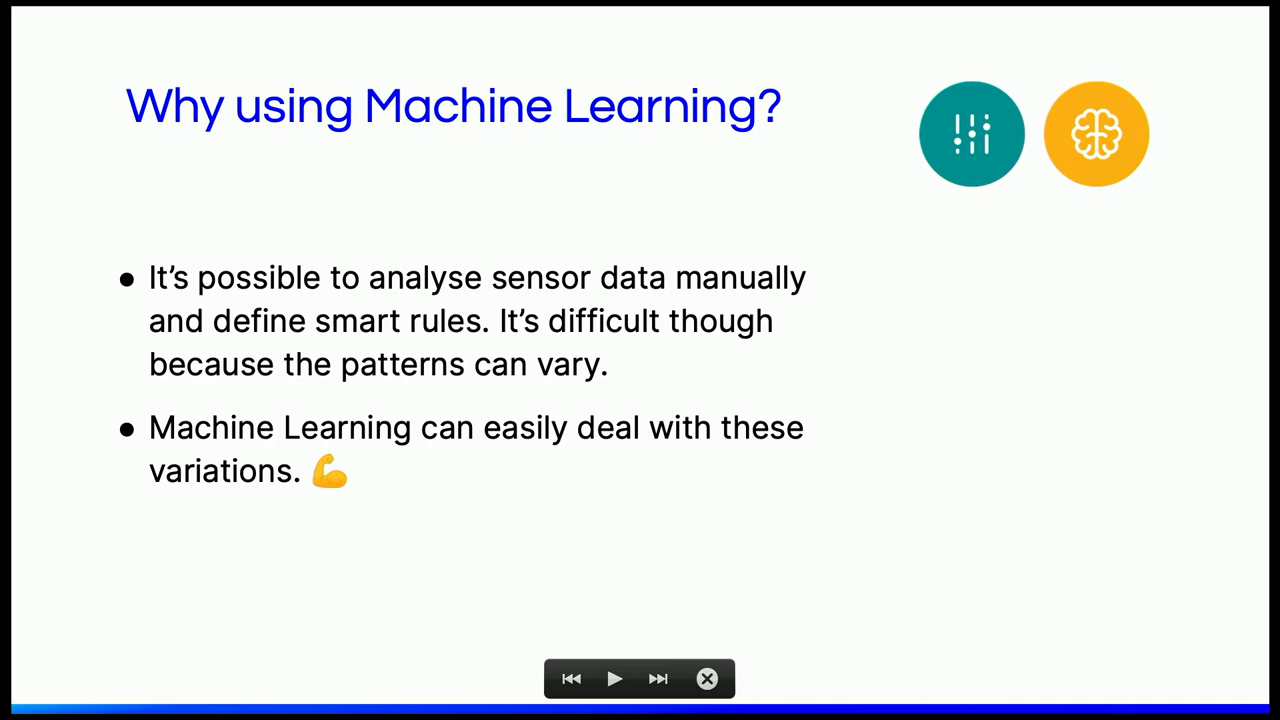 Why using Machine Learning?
● It’s possible to analyse sensor data manually
and define smart rules. It’s difficult though
because the patterns can vary.
● Machine Learning can easily deal with these
variations. 💪